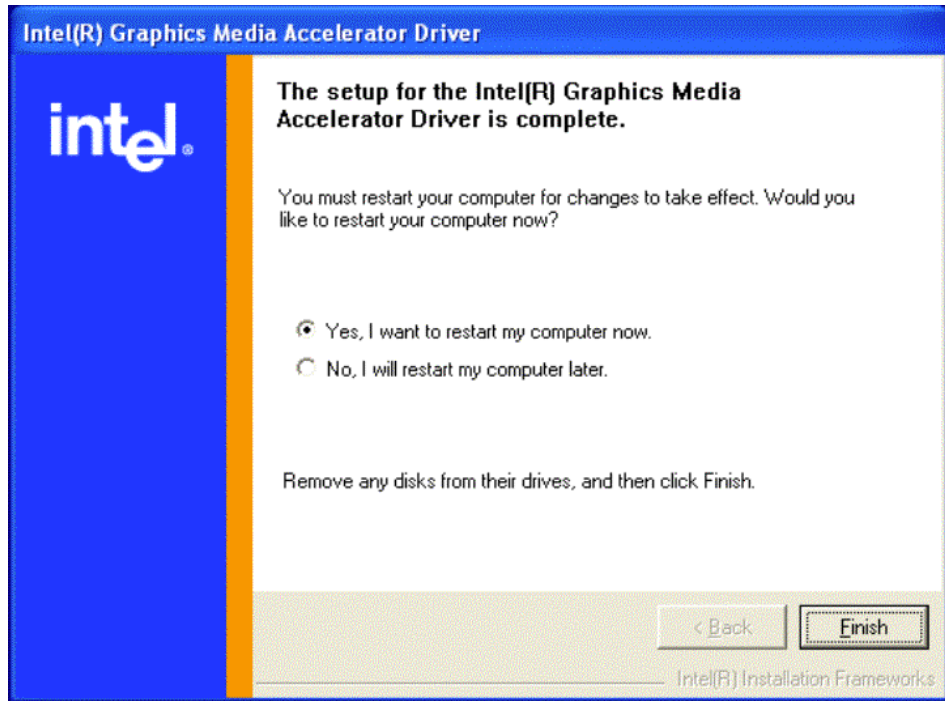 Intel(R) Graphics Media Accelerator Driver
intel.
The setup for the Intel(R) Graphics Media
Accelerator Driver is complete.
You must restart your computer for changes to take effect. Would you
like to restart your computer now?
Yes, I want to restart my computer now.
No, I will restart my computer later.
Remove any disks from their drives, and then click Finish.
< Back
Finish
Intel(R) Installation Frameworks